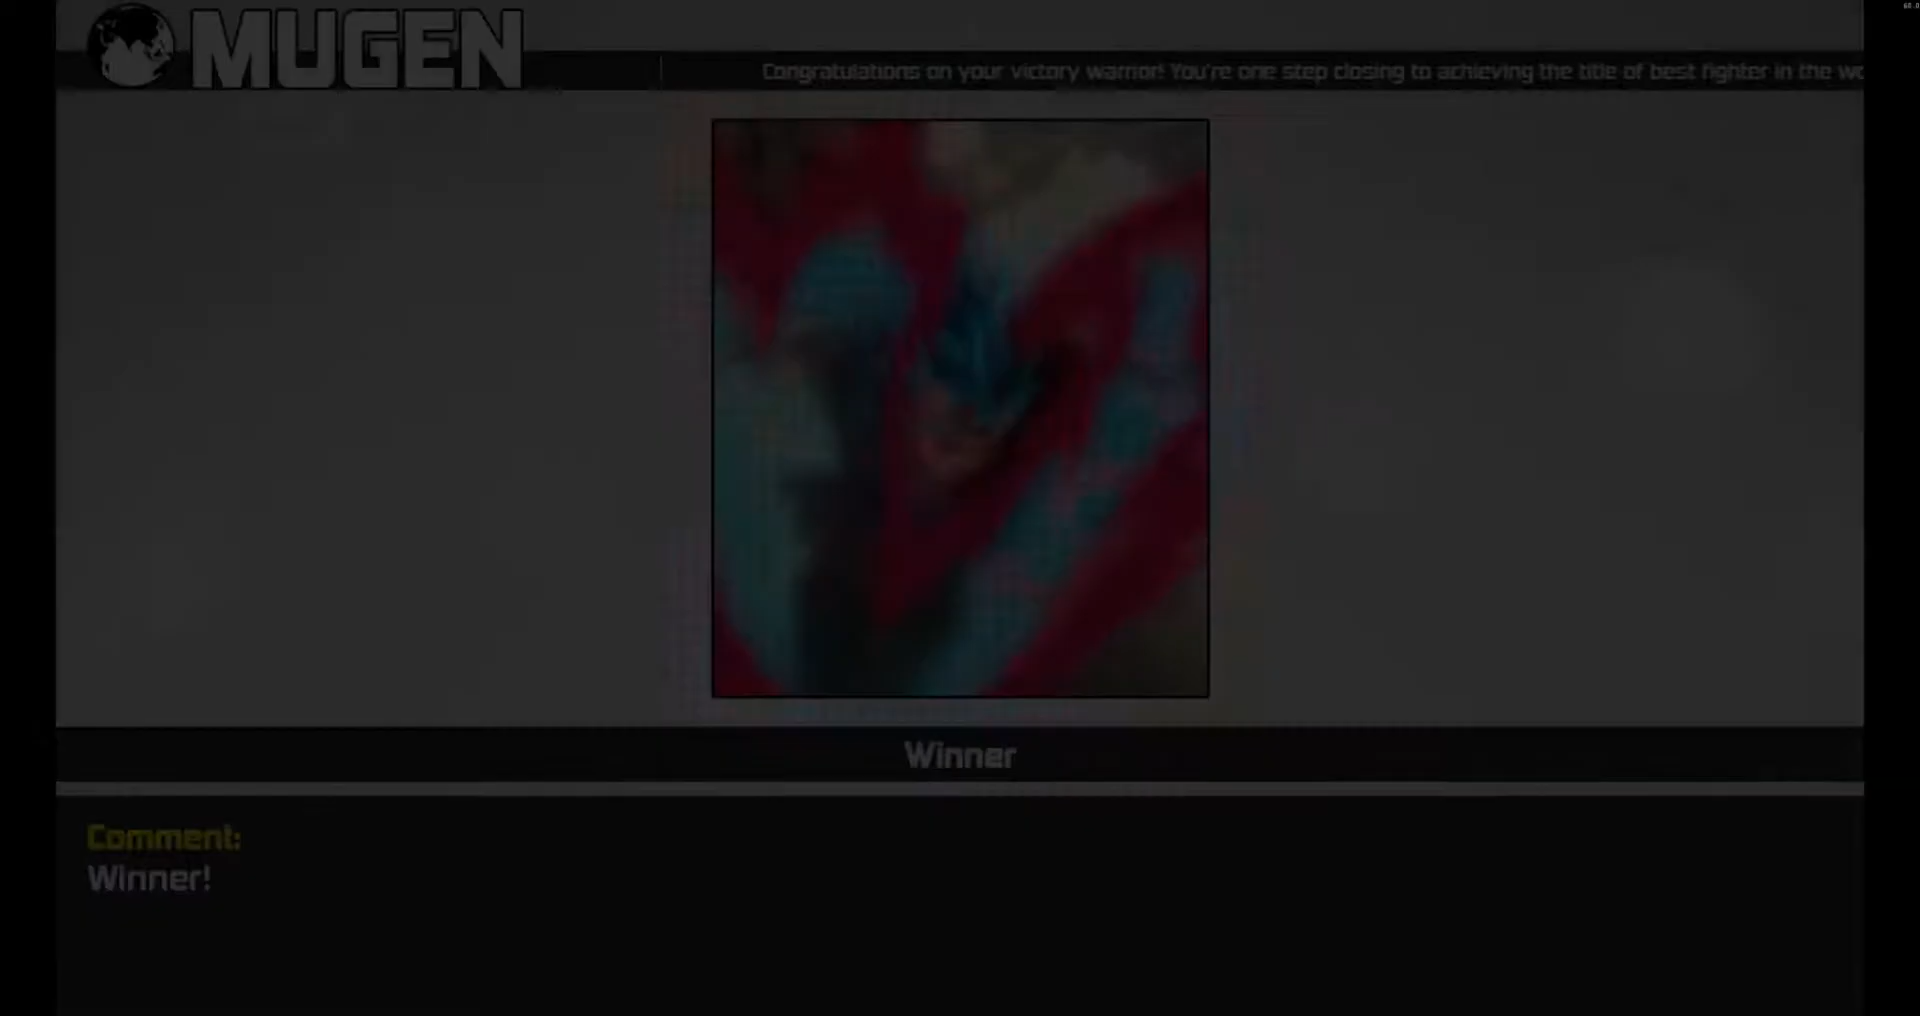 MUGEN
Congratulations on your victory warrior! You're one step closing to achieving the title of best fighter in the
Winner
Comment:
Winner!